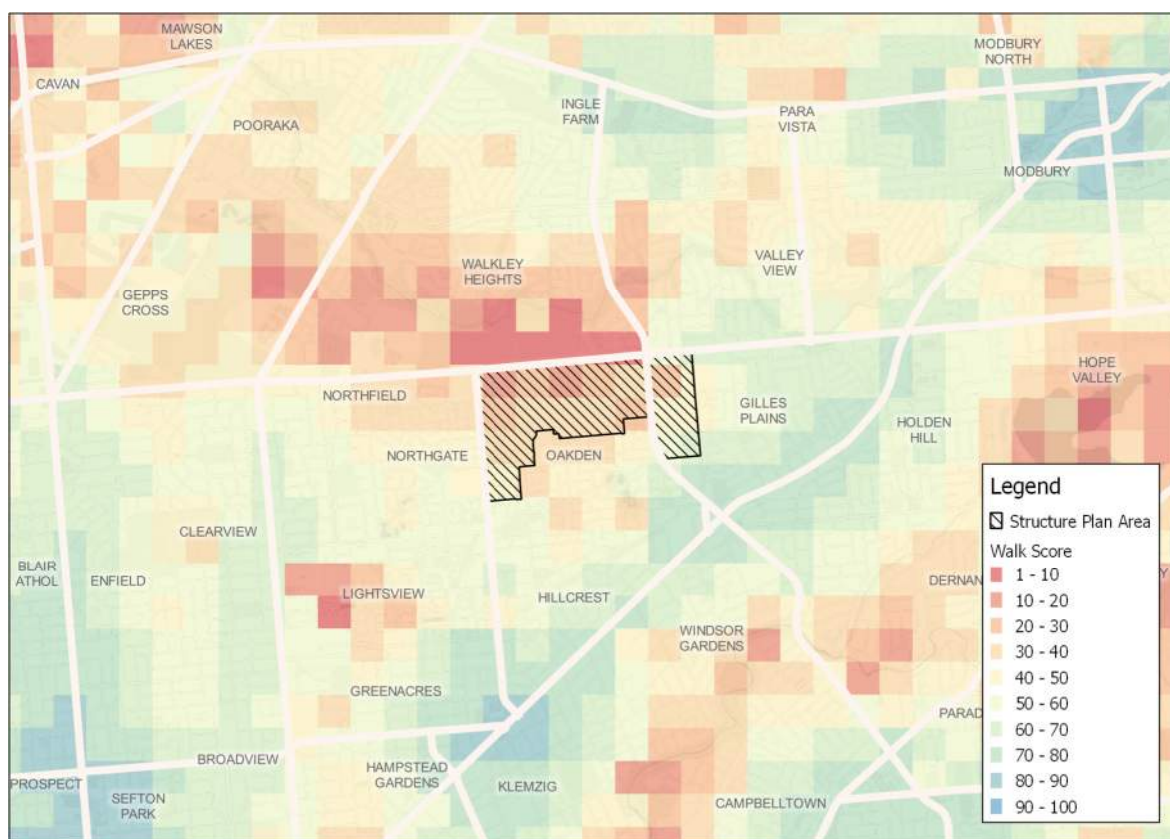 MAWSON
LAKES
MODBURY
NORTH
CAVAN
INGLE
FARM
PARA
VISTA
POORAKA
MODBURY
VALLEY
VIEW
WALKLEY
HEIGHTS
GEPPS
CROSS
HOPE
VALLEY
NORTHFIELD
GILLES
PLAINS
HOLDEN
HILL
NORTHGATE
OAKDEN
CLEARVIEW
BLAIR
ATHOL
ENFIELD
LIGHTSVIEW
HILLCREST
DERNAN
Y
WINDSOR
GARDENS
GREENACRES
PARAD
BROADVIEW
HAMPSTEAD
GARDENS
KLEMZIG
PROSPECT
SEFTON
PARK
CAMPBELLTOWN
Legend
Structure Plan Area
Walk Score
1 - 10
10 - 20
20 - 30
30 - 40
40 - 50
50 - 60
60 - 70
70 - 80
80 - 90
90 - 100